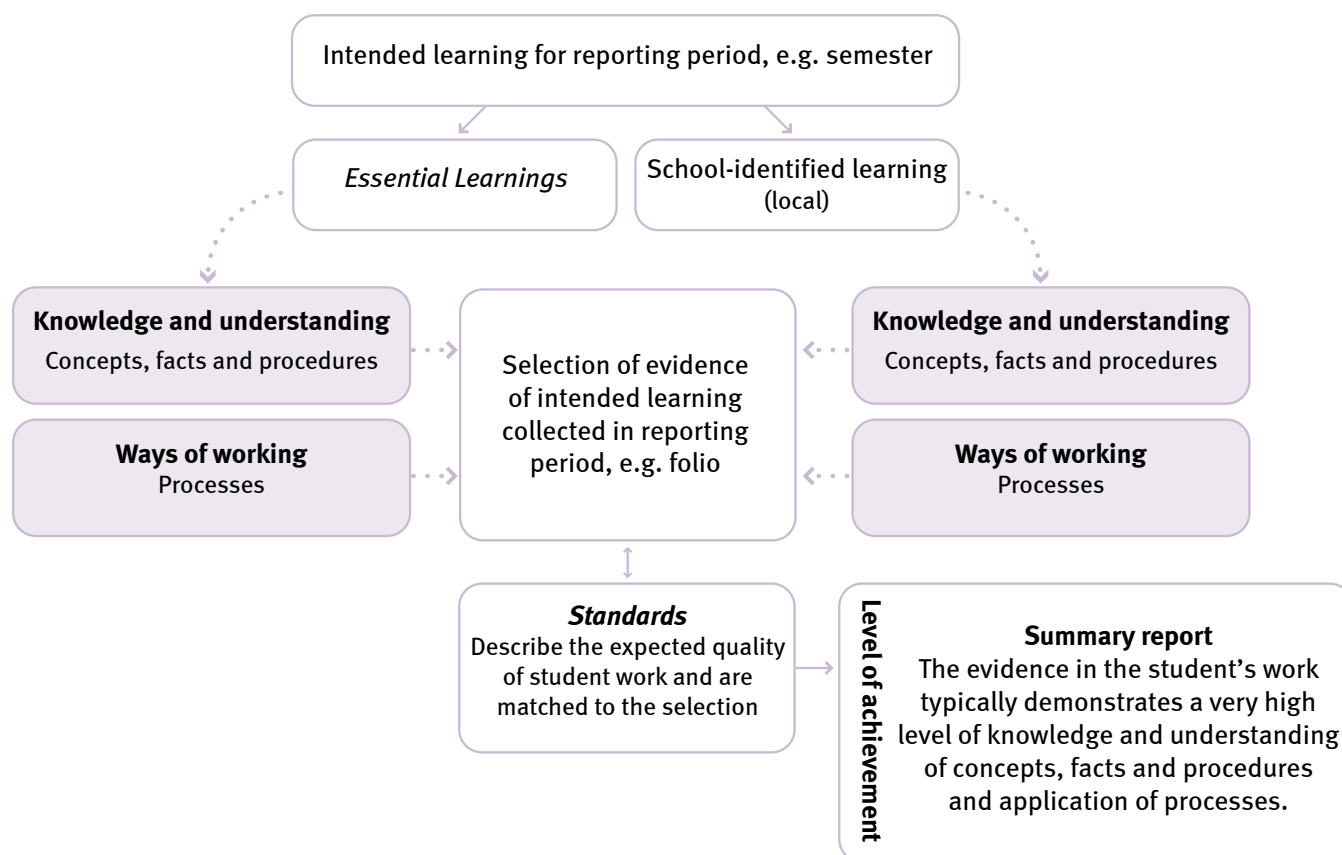 Intended learning for reporting period, e.g. semester
Essential Learnings
School-identified learning
(local)
Knowledge and understanding
Concepts, facts and procedures
Ways of working
Processes
Selection of evidence
of intended learning
collected in reporting
period, e.g. folio
Knowledge and understanding
Concepts, facts and procedures
Ways of working
Processes
Standards
Describe the expected quality
of student work and are
matched to the selection
Level of achievement
Summary report
The evidence in the student’s work
typically demonstrates a very high
level of knowledge and understanding
of concepts, facts and procedures
and application of processes.